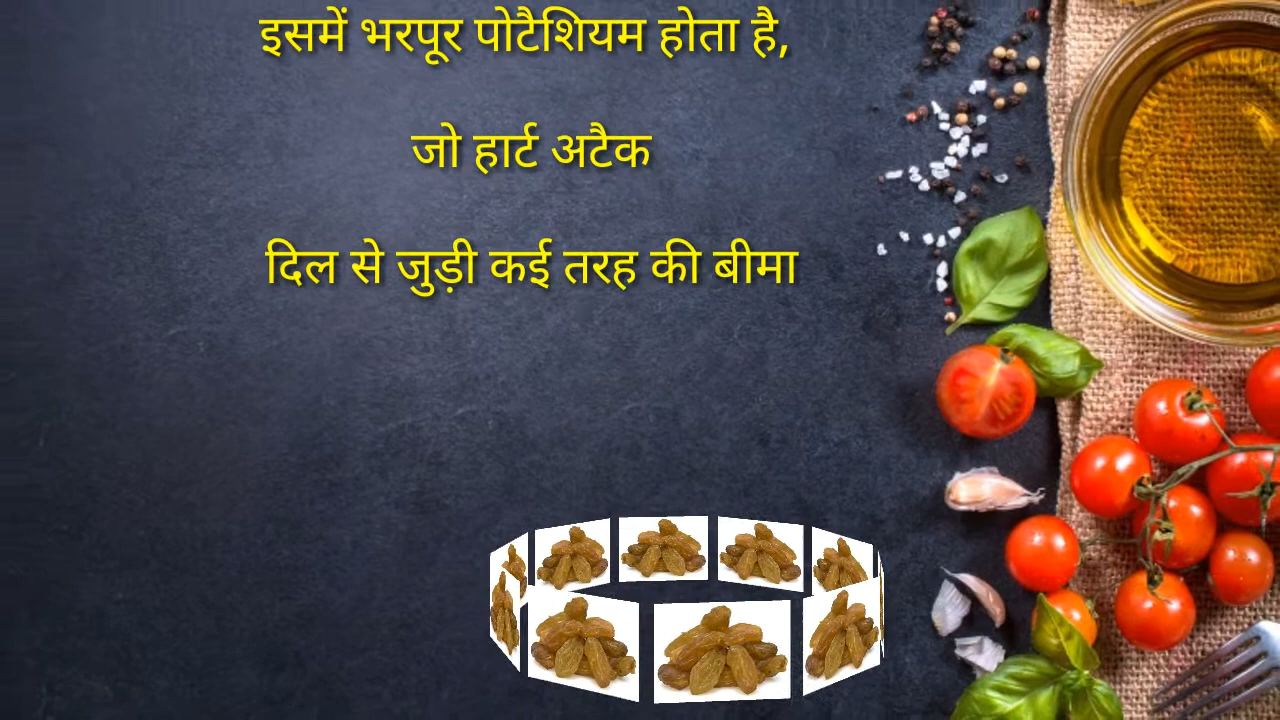 इसमें भरपूर पोटैशियम होता है,
जो हार्ट अटैक
दिल से जुड़ी कई तरह की बीमा